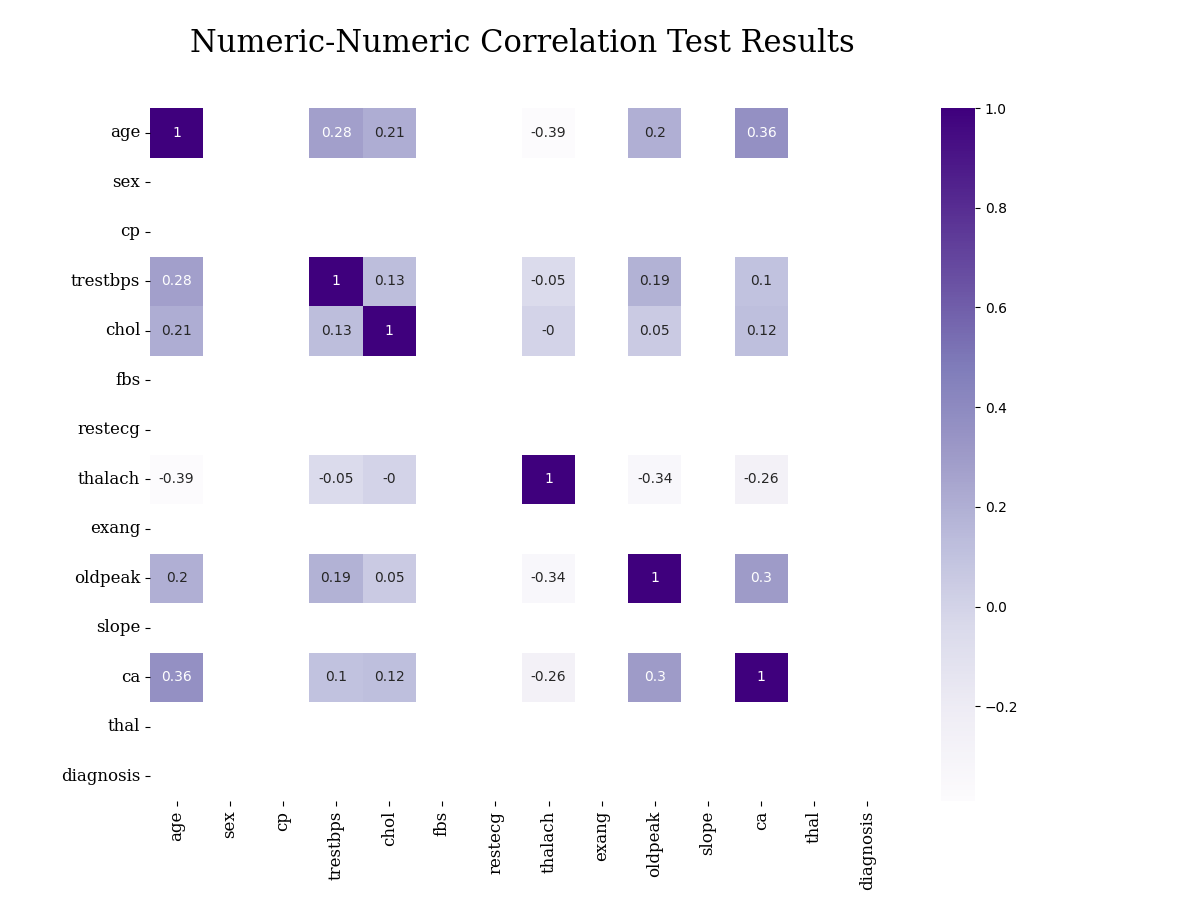 Numeric-Numeric Correlation Test Results
age 1 0.28 0.21 -0.39 0.2 0.36
sex
cp
trestbps 0.28 1 0.13 -0.05 0.19 0.1
chol 0.21 0.13 1 -0 0.05 0.12
fbs
restecg
thalach -0.39 -0.05 -0 1 -0.34 -0.26
exang
oldpeak 0.2 0.19 0.05 -0.34 1 0.3
slope
ca 0.36 0.1 0.12 -0.26 0.3 1
thal
diagnosis
age sex cp trestbps chol fbs restecg thalach exang oldpeak slope ca thal diagnosis
1.0
0.8
0.6
0.4
0.2
0.0
−0.2